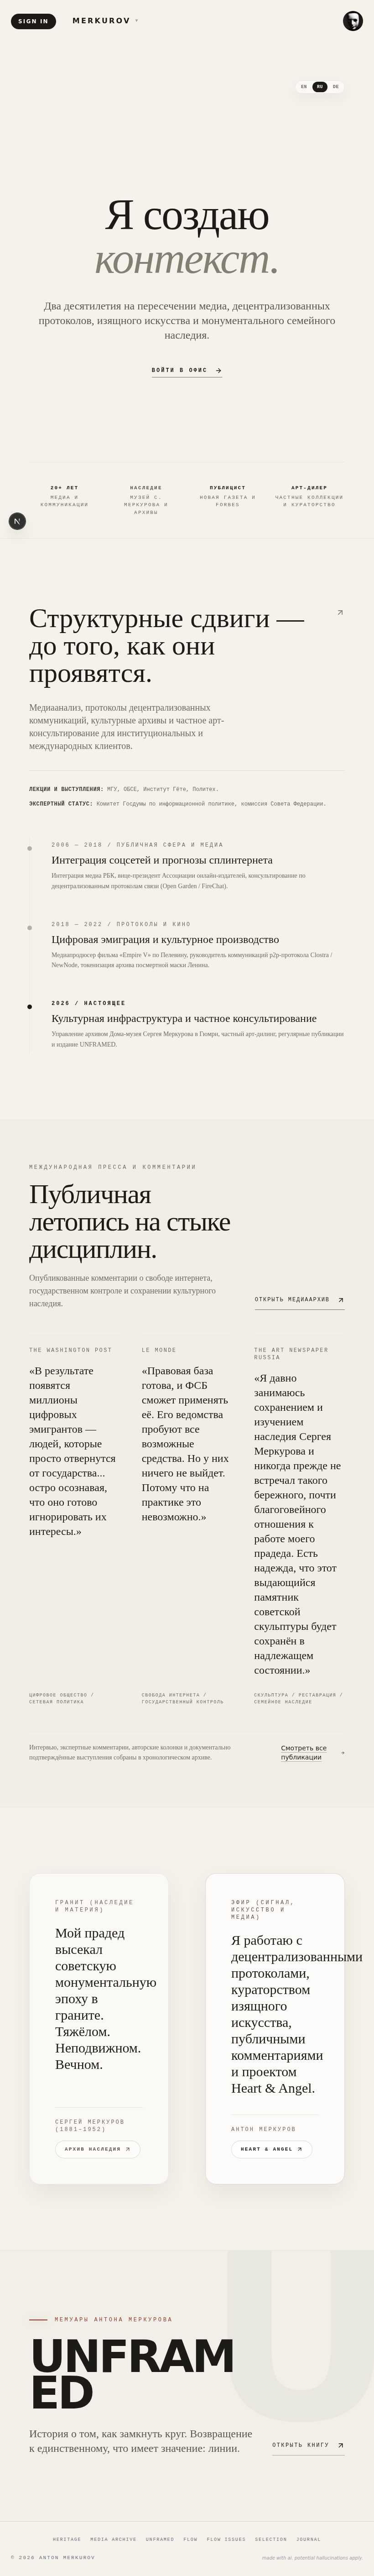 SIGN IN
MERKUROV
EN RU DE
Я создаю
контекст.
Два десятилетия на пересечении медиа, децентрализованных
протоколов, изящного искусства и монументального семейного
наследия.
ВОЙТИ В ОФИС →
20+ ЛЕТ
МЕДИА И
КОММУНИКАЦИИ
НАСЛЕДИЕ
МУЗЕЙ С.
МЕРКУРОВА И
АРХИВЫ
ПУБЛИЦИСТ
НОВАЯ ГАЗЕТА И
FORBES
АРТ-ДИЛЕР
ЧАСТНЫЕ КОЛЛЕКЦИИ
И КУРАТОРСТВО
N
Структурные сдвиги —
до того, как они
проявятся.
Медиаанализ, протоколы децентрализованных
коммуникаций, культурные архивы и частное арт-
консультирование для институциональных и
международных клиентов.
ЛЕКЦИИ И ВЫСТУПЛЕНИЯ: МГУ, ОБСЕ, Институт Гёте, Политех.
ЭКСПЕРТНЫЙ СТАТУС: Комитет Госдумы по информационной политике, комиссия Совета Федерации.
2000 — 2018 / ПУБЛИЧНАЯ СФЕРА И МЕДИА
Интеграция соцсетей и прогнозы сплинтернета
Интеграция медиа РБК, вице-президент Ассоциации онлайн-издателей, консультирование по
децентрализованным протоколам связи (Open Garden / FireChat).
2018 — 2022 / ПРОТОКОЛЫ И КИНО
Цифровая эмиграция и культурное производство
Медиапродюсер фильма «Empire V» по Пелевину, руководитель коммуникаций p2p-протокола Clostra /
NewNode, токенизация архива посмертной маски Ленина.
2026 / НАСТОЯЩЕЕ
Культурная инфраструктура и частное консультирование
Управление архивом Дома-музея Сергея Меркурова в Гюмри, частный арт-дилинг, регулярные публикации
и издание UNFRAMED.
МЕЖДУНАРОДНАЯ ПРЕССА И КОММЕНТАРИИ
Публичная
летопись на стыке
дисциплин.
Опубликованные комментарии о свободе интернета,
государственном контроле и сохранении культурного
наследия.
ОТКРЫТЬ МЕДИААРХИВ ↗
THE WASHINGTON POST
«В результате
появятся
миллионы
цифровых
эмигрантов —
людей, которые
просто отвернутся
от государства...
остро осознавая,
что оно готово
игнорировать их
интересы.»
ЦИФРОВОЕ ОБЩЕСТВО /
СЕТЕВАЯ ПОЛИТИКА
LE MONDE
«Правовая база
готова, и ФСБ
сможет применять
её. Его ведомства
пробуют все
возможные
средства. Но у них
ничего не выйдет.
Потому что на
практике это
невозможно.»
СВОБОДА ИНТЕРНЕТА /
ГОСУДАРСТВЕННЫЙ КОНТРОЛЬ
THE ART NEWSPAPER
RUSSIA
«Я давно
занимаюсь
сохранением и
изучением
наследия Сергея
Меркурова и
никогда прежде не
встречал такого
бережного, почти
благоговейного
отношения к
работе моего
прадеда. Есть
надежда, что этот
выдающийся
памятник
советской
скульптуры будет
сохранён в
надлежащем
состоянии.»
СКУЛЬПТУРА / РЕСТАВРАЦИЯ /
СЕМЕЙНОЕ НАСЛЕДИЕ
Интервью, экспертные комментарии, авторские колонки и документально
подтверждённые выступления собраны в хронологическом архиве.
Смотреть все
публикации
ГРАНИТ (НАСЛЕДИЕ
И МАТЕРИЯ)
Мой прадед
высекал
советскую
монументальную
эпоху в
граните.
Тяжёлом.
Неподвижном.
Вечном.
СЕРГЕЙ МЕРКУРОВ
(1881–1952)
АРХИВ НАСЛЕДИЯ ↗
ЭФИР (СИГНАЛ,
ИСКУССТВО И
МЕДИА)
Я работаю с
децентрализованными
протоколами,
кураторством
изящного
искусства,
публичными
комментариями
и проектом
Heart & Angel.
АНТОН МЕРКУРОВ
HEART & ANGEL ↗
U
МЕМУАРЫ АНТОНА МЕРКУРОВА
UNFRAM
ED
История о том, как замкнуть круг. Возвращение
к единственному, что имеет значение: линии.
ОТКРЫТЬ КНИГУ ↗
HERITAGE MEDIA ARCHIVE UNFRAMED FLOW FLOW ISSUES SELECTION JOURNAL
© 2026 ANTON MERKUROV
made with ai. potential hallucinations apply.